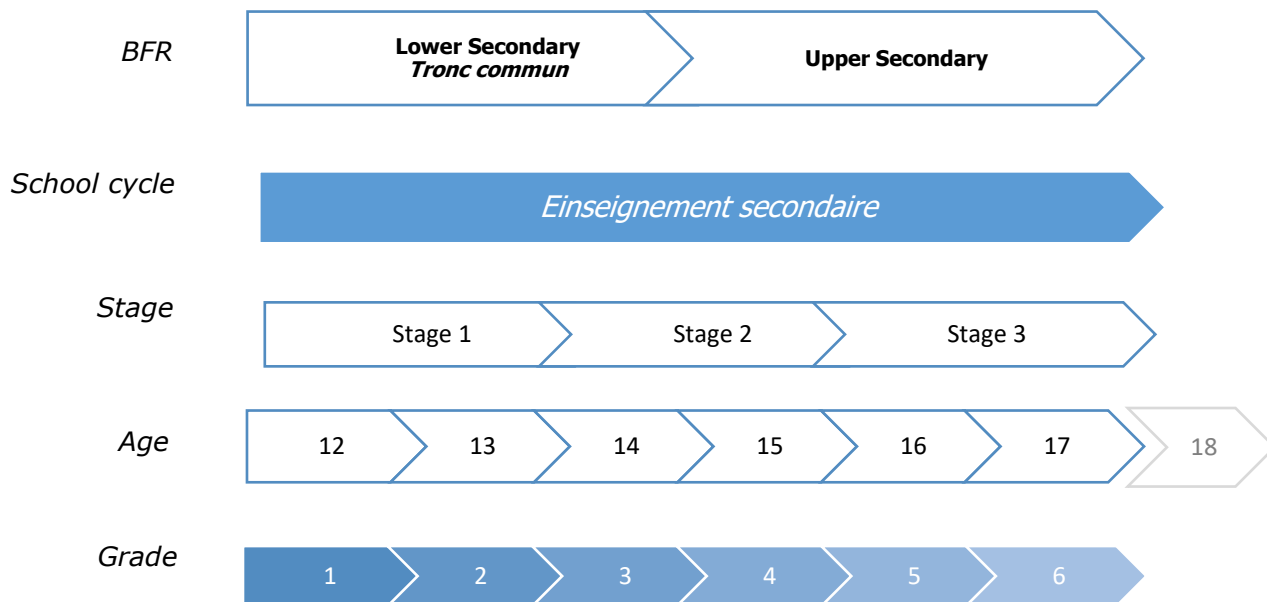 BFR
Lower Secondary
Tronc commun
Upper Secondary
School cycle
Einseignement secondaire
Stage
Stage 1
Stage 2
Stage 3
Age
12
13
14
15
16
17
18
Grade
1
2
3
4
5
6